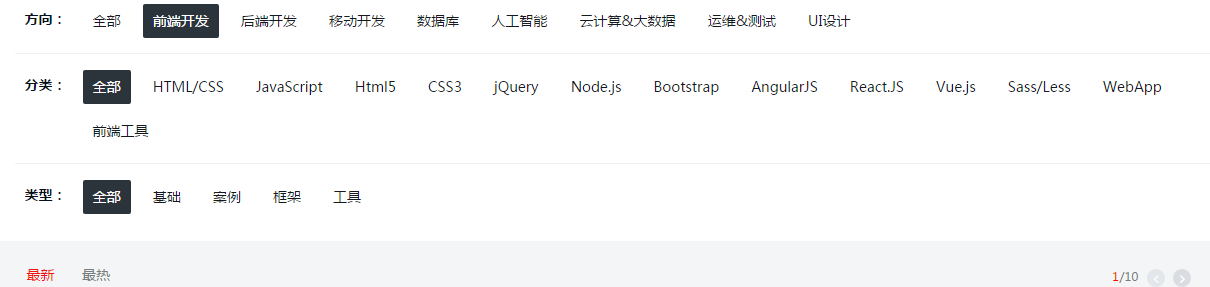 方向： 全部 前端开发 后端开发 移动开发 数据库 人工智能 云计算&大数据 运维&测试 UI设计
分类： 全部 HTML/CSS JavaScript Html5 CSS3 jQuery Node.js Bootstrap AngularJS React.JS Vue.js Sass/Less WebApp
前端工具
类型： 全部 基础 案例 框架 工具
最新 最热 1/10